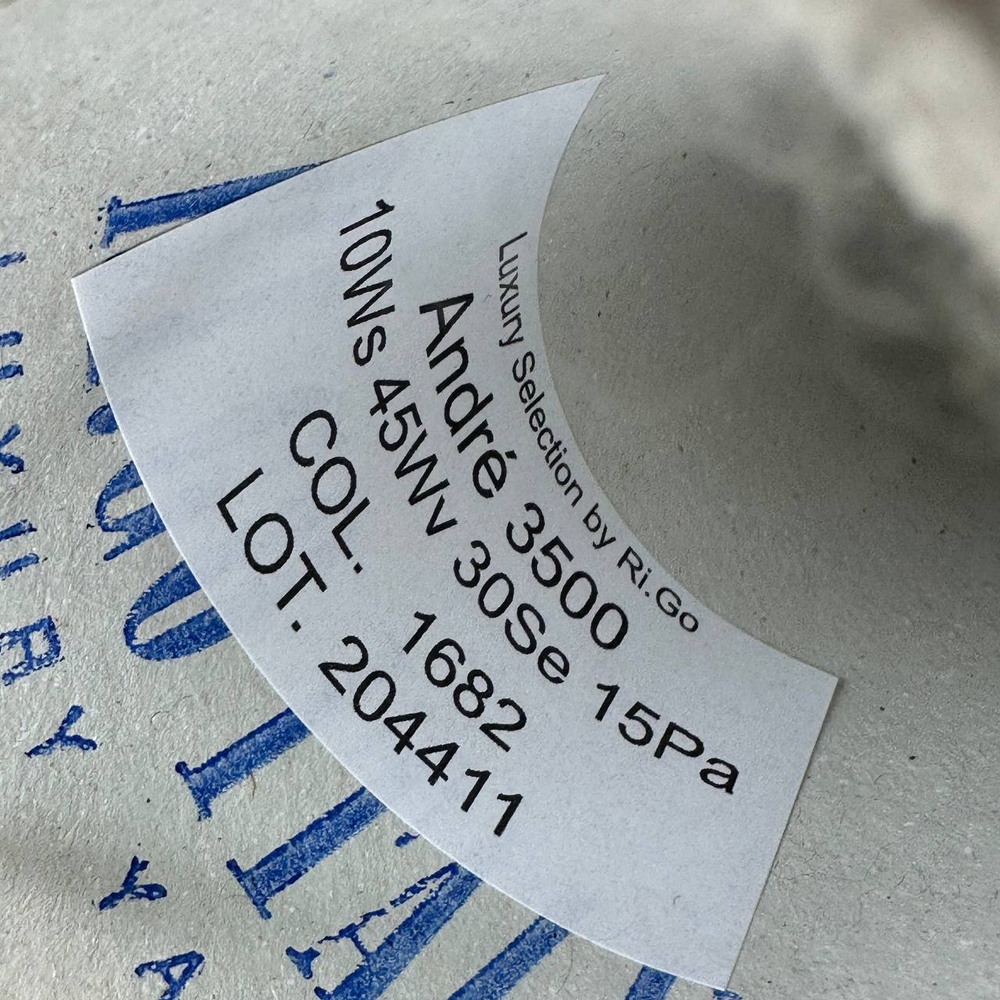 Luxury Selection by Ri.Go
André 3500
10Ws 45Wv 30Se 15Pa
COL. 1682
LOT. 204411